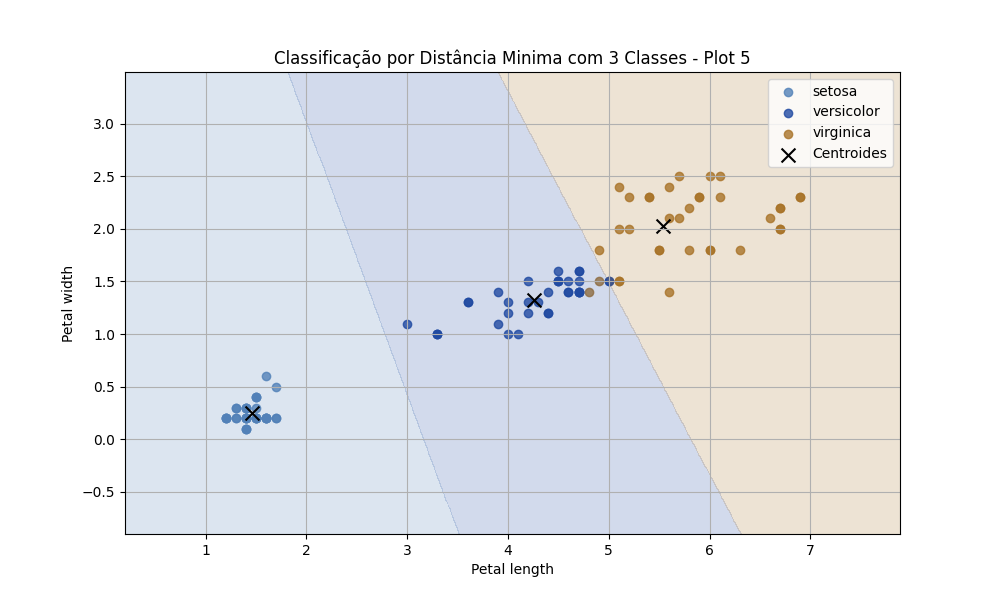 Classificação por Distância Minima com 3 Classes - Plot 5
setosa
versicolor
virginica
Centroides
Petal width
3.0
2.5
2.0
1.5
1.0
0.5
0.0
−0.5
1 2 3 4 5 6 7
Petal length